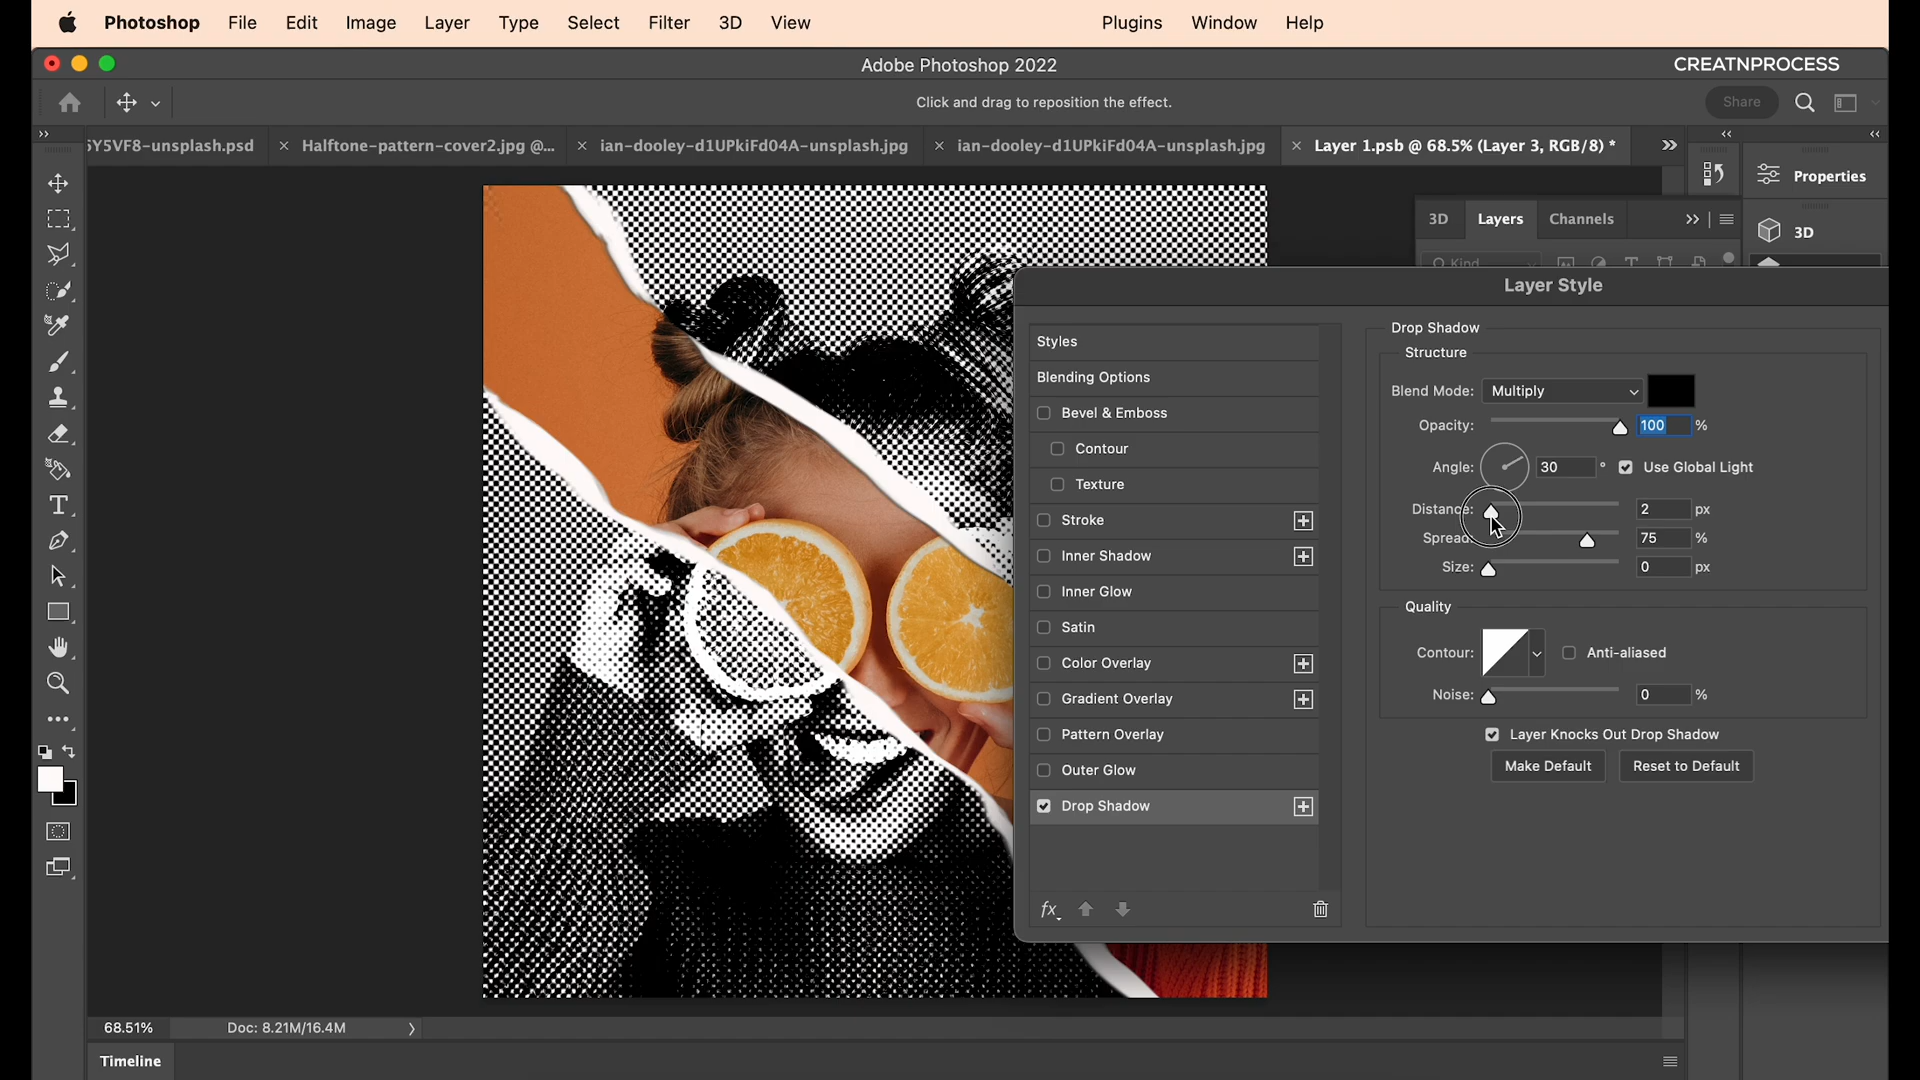 Photoshop File Edit Image Layer Type Select Filter 3D View Plugins Window Help
Adobe Photoshop 2022
CREATNPROCESS
Click and drag to reposition the effect.
Share
5Y5VF8-unsplash.psd
Halftone-pattern-cover2.jpg @...
ian-dooley-d1UPkiFd04A-unsplash.jpg
ian-dooley-d1UPkiFd04A-unsplash.jpg
Layer 1.psb @ 68.5% (Layer 3, RGB/8) *
Properties
3D Layers Channels
3D
Kind
Layer Style
Styles
Blending Options
Bevel & Emboss
Contour
Texture
Stroke
Inner Shadow
Inner Glow
Satin
Color Overlay
Gradient Overlay
Pattern Overlay
Outer Glow
Drop Shadow
fx
Drop Shadow
Structure
Blend Mode: Multiply
Opacity: 100 %
Angle: 30 ° Use Global Light
Distance: 2 px
Spread: 75 %
Size: 0 px
Quality
Contour: Anti-aliased
Noise: 0 %
Layer Knocks Out Drop Shadow
Make Default Reset to Default
68.51% Doc: 8.21M/16.4M
Timeline